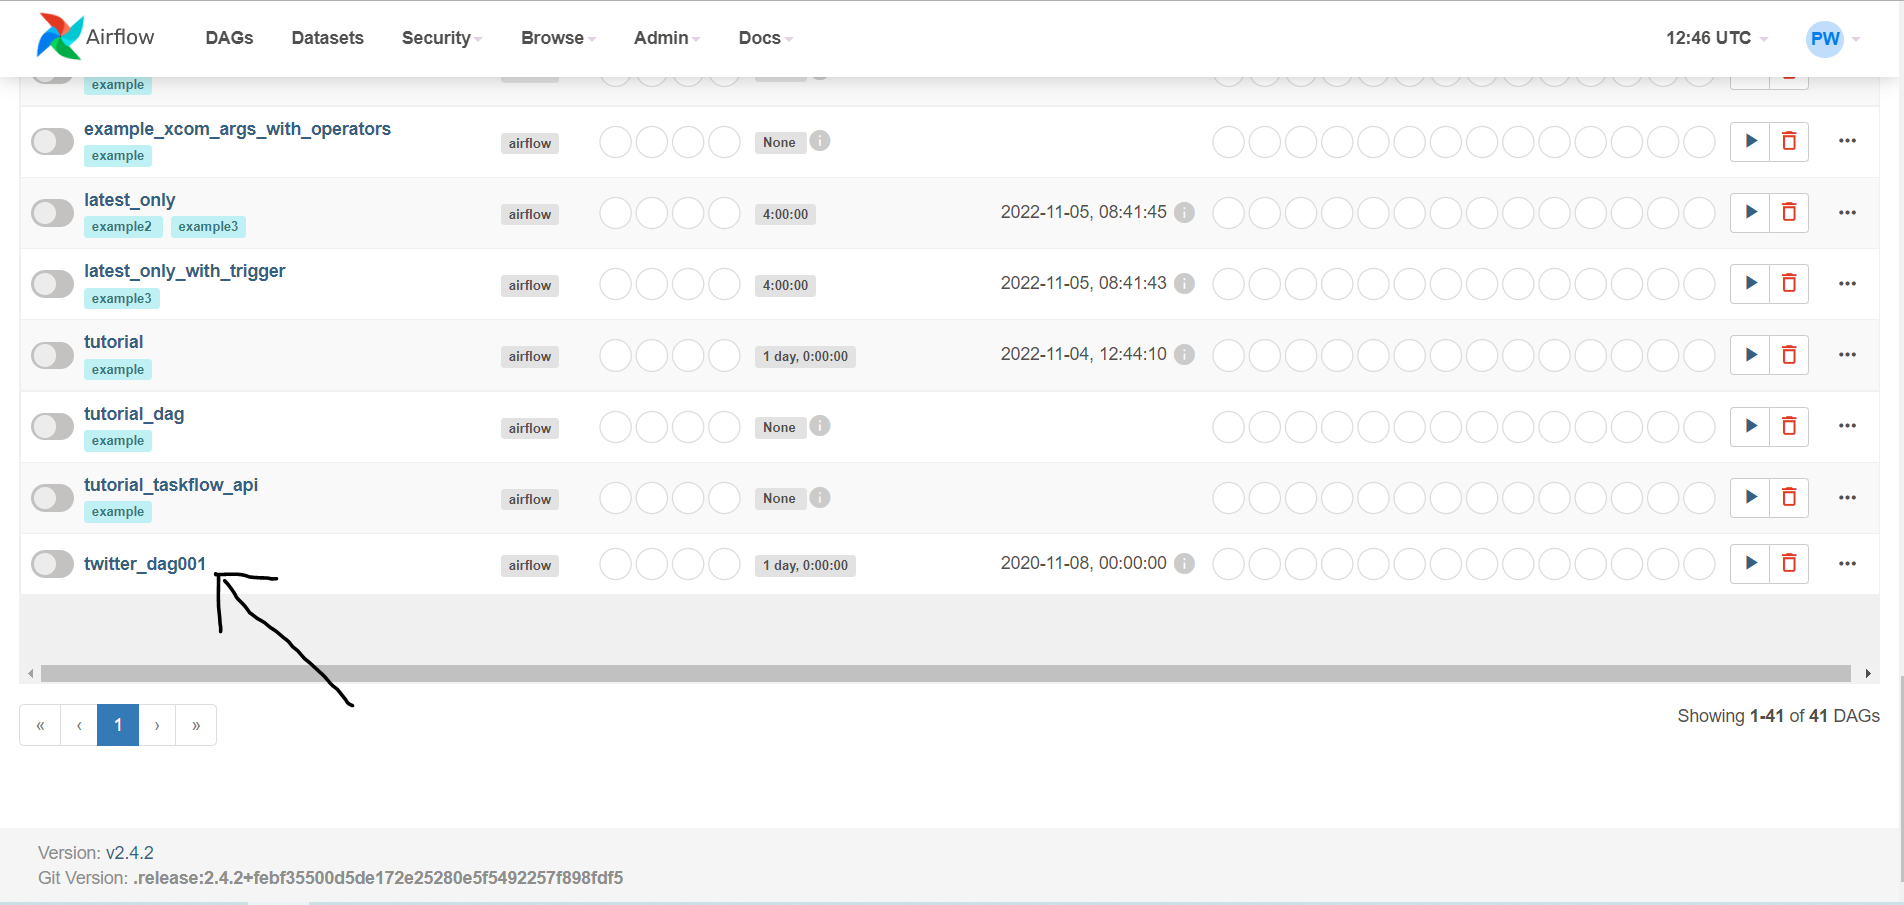 Airflow DAGs Datasets Security Browse Admin Docs 12:46 UTC PW
example
example_xcom_args_with_operators
example
airflow None i
latest_only
example2 example3
airflow 4:00:00 2022-11-05, 08:41:45 i
latest_only_with_trigger
example3
airflow 4:00:00 2022-11-05, 08:41:43 i
tutorial
example
airflow 1 day, 0:00:00 2022-11-04, 12:44:10 i
tutorial_dag
example
airflow None i
tutorial_taskflow_api
example
airflow None i
twitter_dag001 airflow 1 day, 0:00:00 2020-11-08, 00:00:00 i
« ‹ 1 › »
Showing 1-41 of 41 DAGs
Version: v2.4.2
Git Version: .release:2.4.2+febf35500d5de172e25280e5f5492257f898fdf5